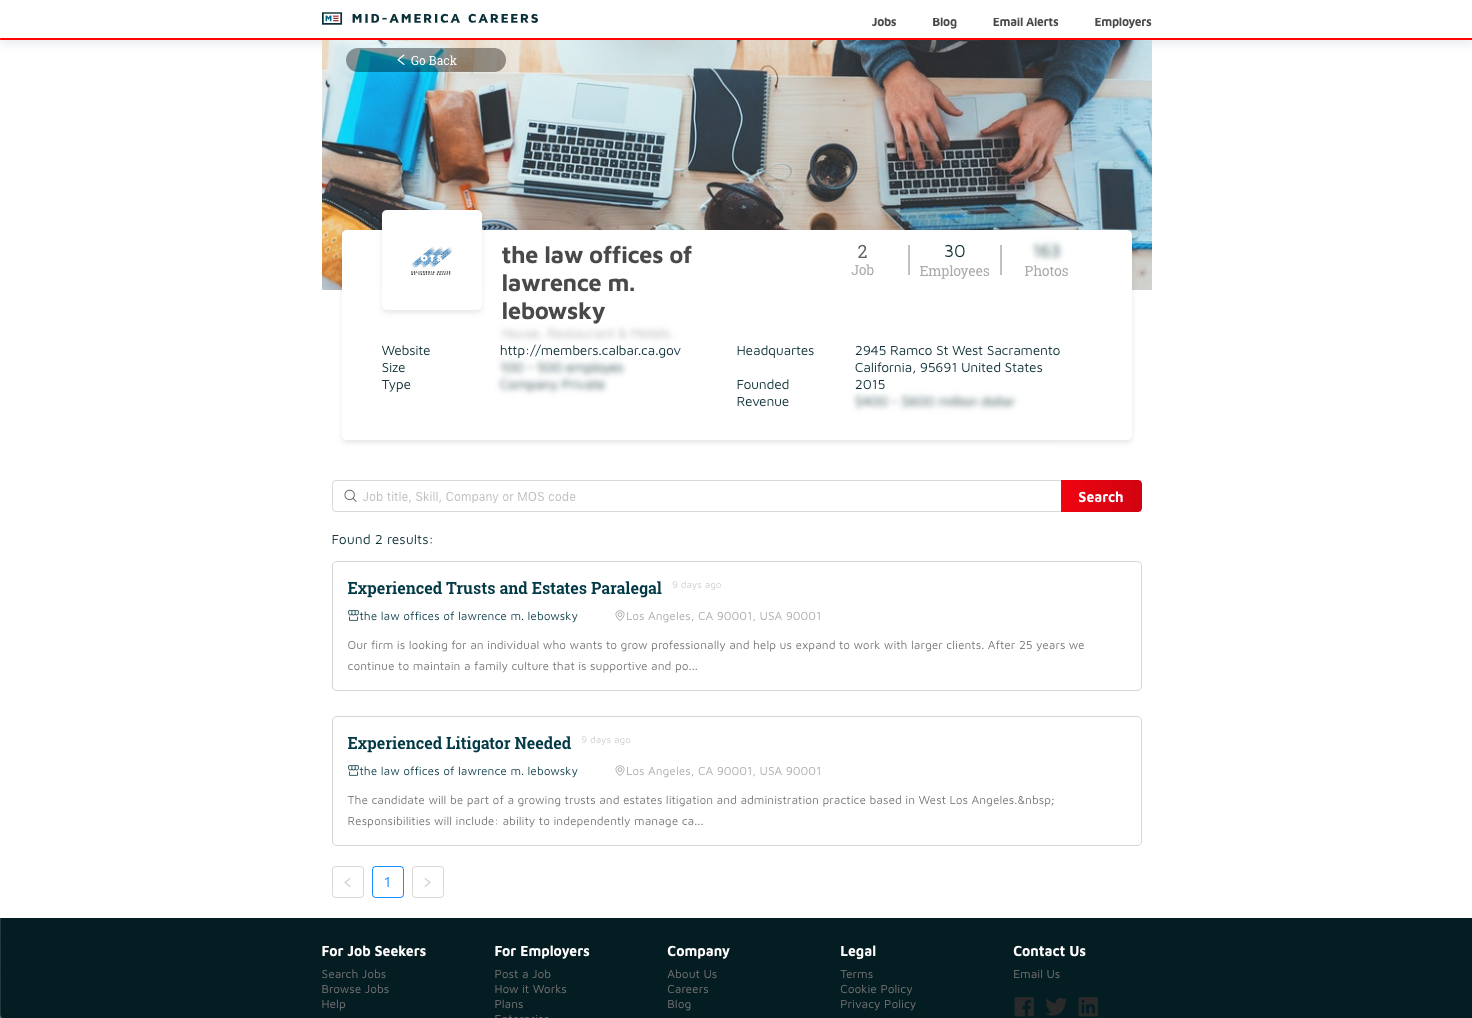 MID-AMERICA CAREERS
Jobs Blog Email Alerts Employers
Go Back
OTS
the law offices of
lawrence m.
lebowsky
2 Job
30 Employees
Photos
Website http://members.calbar.ca.gov
Size
Type
Headquartes 2945 Ramco St West Sacramento
California, 95691 United States
Founded 2015
Revenue
Job title, Skill, Company or MOS code
Search
Found 2 results:
Experienced Trusts and Estates Paralegal 9 days ago
the law offices of lawrence m. lebowsky Los Angeles, CA 90001, USA 90001
Our firm is looking for an individual who wants to grow professionally and help us expand to work with larger clients. After 25 years we
continue to maintain a family culture that is supportive and po...
Experienced Litigator Needed 9 days ago
the law offices of lawrence m. lebowsky Los Angeles, CA 90001, USA 90001
The candidate will be part of a growing trusts and estates litigation and administration practice based in West Los Angeles.&nbsp;
Responsibilities will include: ability to independently manage ca...
< 1 >
For Job Seekers
Search Jobs
Browse Jobs
Help
For Employers
Post a Job
How it Works
Plans
Company
About Us
Careers
Blog
Legal
Terms
Cookie Policy
Privacy Policy
Contact Us
Email Us